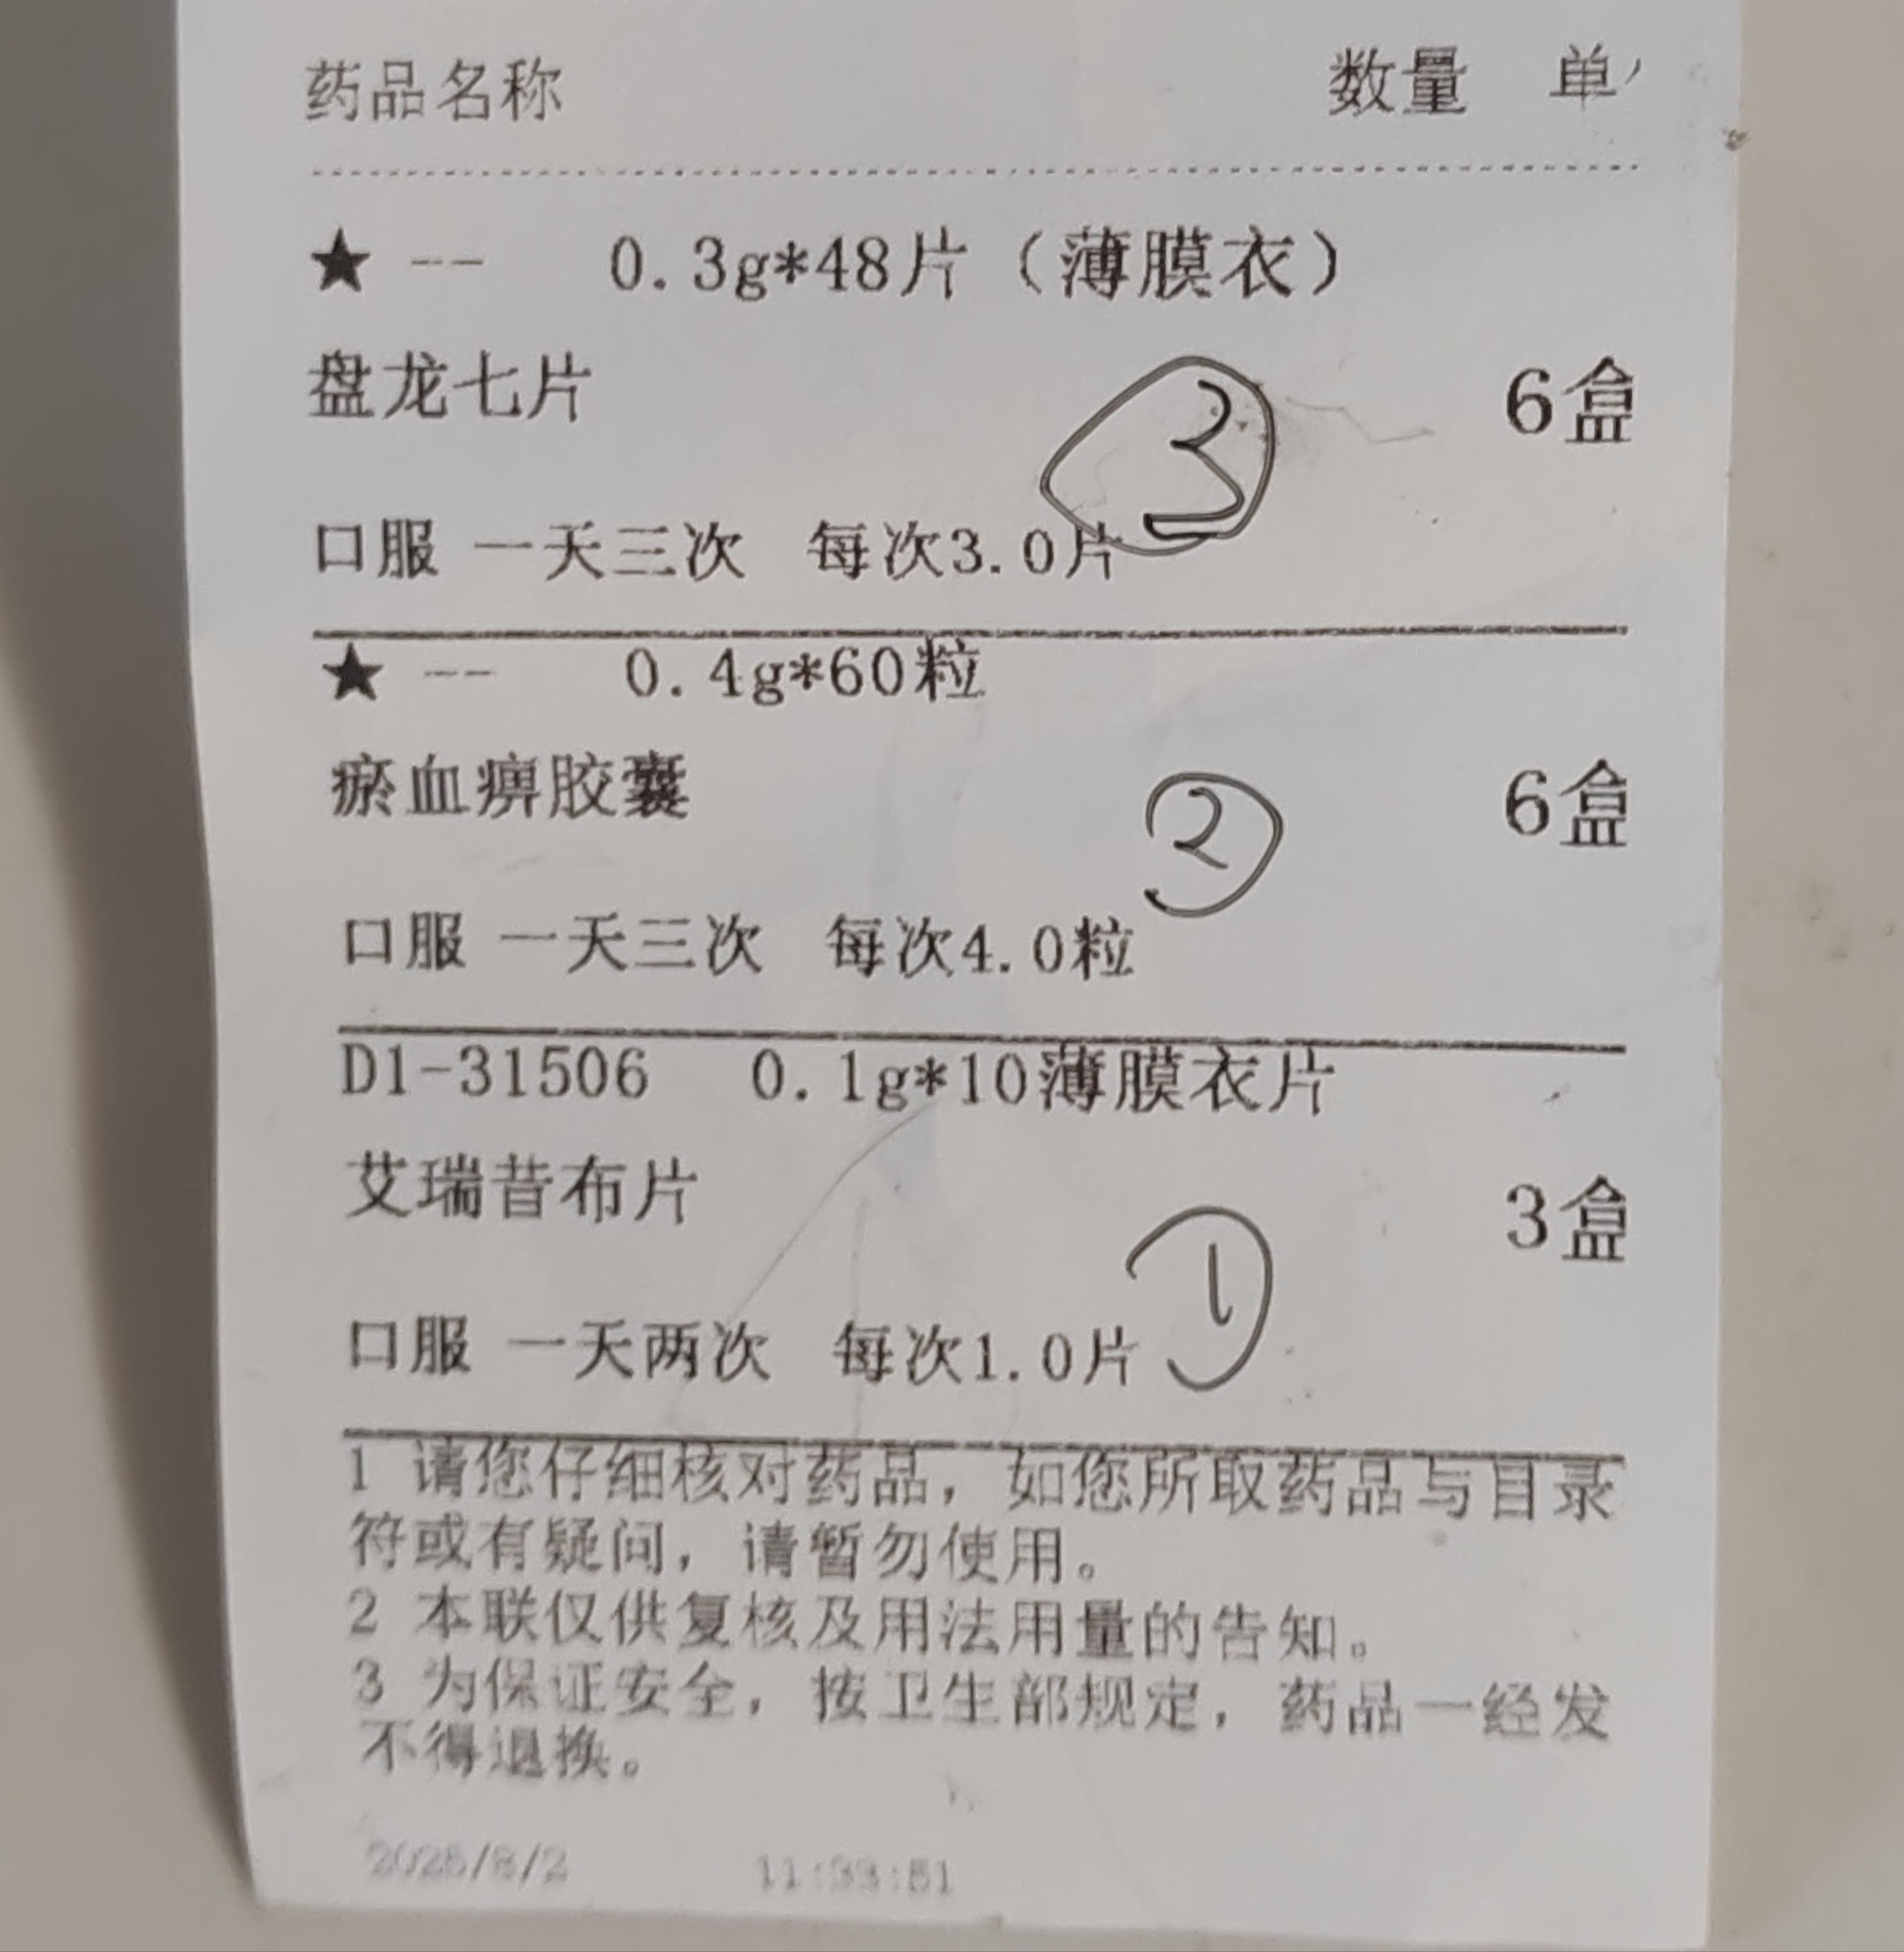 药品名称 数量 单
★ -- 0.3g*48片（薄膜衣）
盘龙七片 6盒
③
口服 一天三次 每次3.0片
★ -- 0.4g*60粒
瘀血痹胶囊 6盒
②
口服 一天三次 每次4.0粒
D1-31506 0.1g*10薄膜衣片
艾瑞昔布片 3盒
①
口服 一天两次 每次1.0片
1 请您仔细核对药品，如您所取药品与目录
符或有疑问，请暂勿使用。
2 本联仅供复核及用法用量的告知。
3 为保证安全，按卫生部规定，药品一经发
不得退换。
2025/8/2 11:33:51